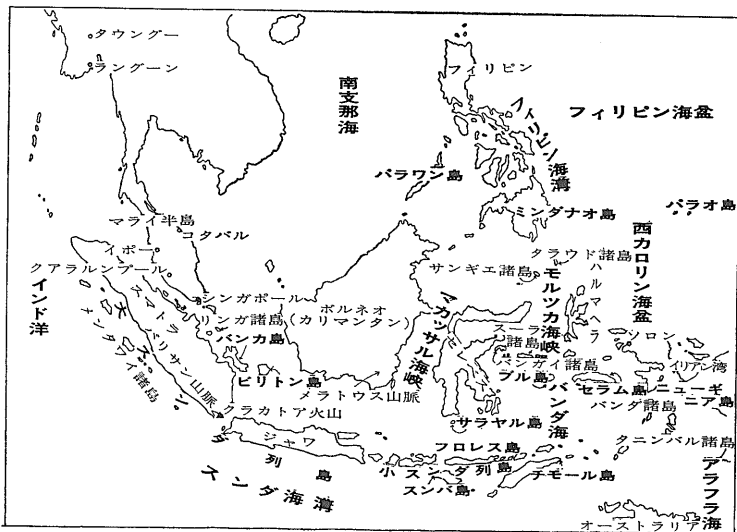 タウングー
ラングーン
南支那海
フィリピン
フィリピン海盆
フィリピン海溝
パラワン島
パラオ島
ミンダナオ島
マライ半島
コタバル
イポー
クアラルンプール
インド洋
サンギエ諸島
タラウド諸島
西カロリン海盆
モルッカ海峡
ハルマヘラ
シンガポール
リンガ諸島
ボルネオ
(カリマンタン)
マカッサル海峡
セレベス
スーラ諸島
バンガイ諸島
ソロン
イリアン湾
スマトラ
バリサン山脈
メンタワイ諸島
大スンダ列島
バンカ島
ビリトン島
メラトウス山脈
ブル島
セラム島
ニューギニア島
バンダ海
バンダ諸島
クラカトア火山
サラヤル島
ジャワ
フロレス島
タニンバル諸島
小スンダ列島
スンバ島
チモール島
アラフラ海
スンダ海溝
オーストラリア